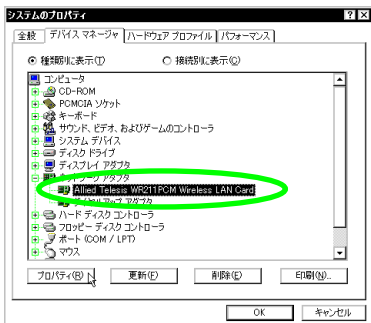 システムのプロパティ
全般 デバイス マネージャ ハードウェア プロファイル パフォーマンス
種類別に表示(T) 接続別に表示(C)
コンピュータ
CD-ROM
PCMCIA ソケット
キーボード
サウンド、ビデオ、およびゲームのコントローラ
システム デバイス
ディスク ドライブ
ディスプレイ アダプタ
ネットワーク アダプタ
Allied Telesis WR211PCM Wireless LAN Card
ダイヤルアップ アダプタ
ハード ディスク コントローラ
フロッピー ディスク コントローラ
ポート (COM / LPT)
マウス
プロパティ(R) 更新(F) 削除(E) 印刷(N)...
OK キャンセル